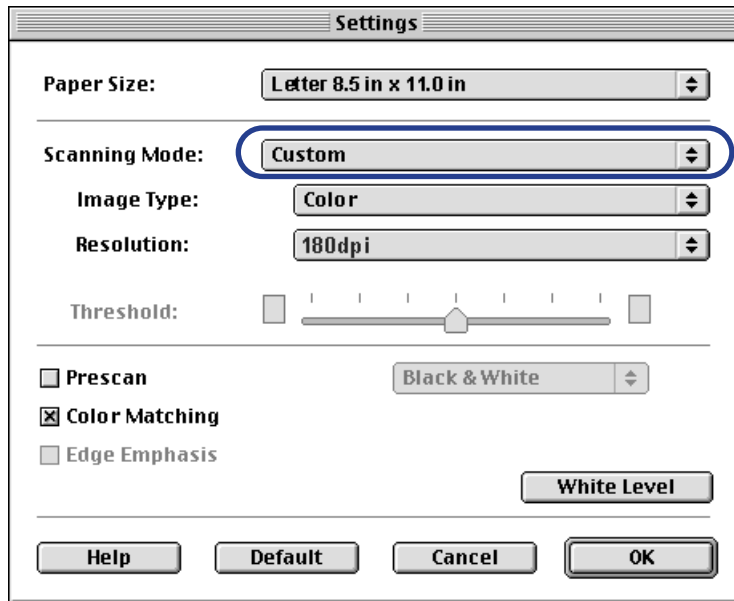 Settings
Paper Size: Letter 8.5 in x 11.0 in
Scanning Mode: Custom
Image Type: Color
Resolution: 180dpi
Threshold:
Prescan Black & White
Color Matching
Edge Emphasis
White Level
Help Default Cancel OK